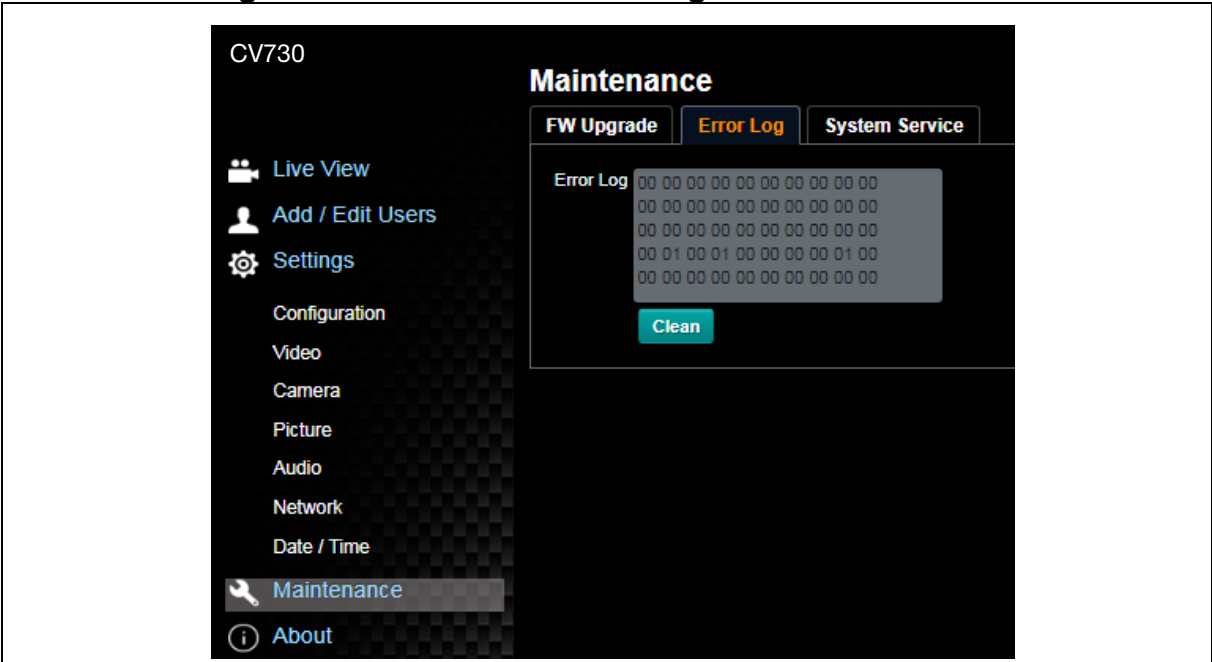 CV730
Maintenance
FW Upgrade Error Log System Service
Live View
Add / Edit Users
Settings
Configuration
Video
Camera
Picture
Audio
Network
Date / Time
Maintenance
About
Error Log
00 00 00 00 00 00 00 00 00 00
00 00 00 00 00 00 00 00 00 00
00 00 00 00 00 00 00 00 00 00
00 01 00 01 00 00 00 00 01 00
00 00 00 00 00 00 00 00 00 00
Clean